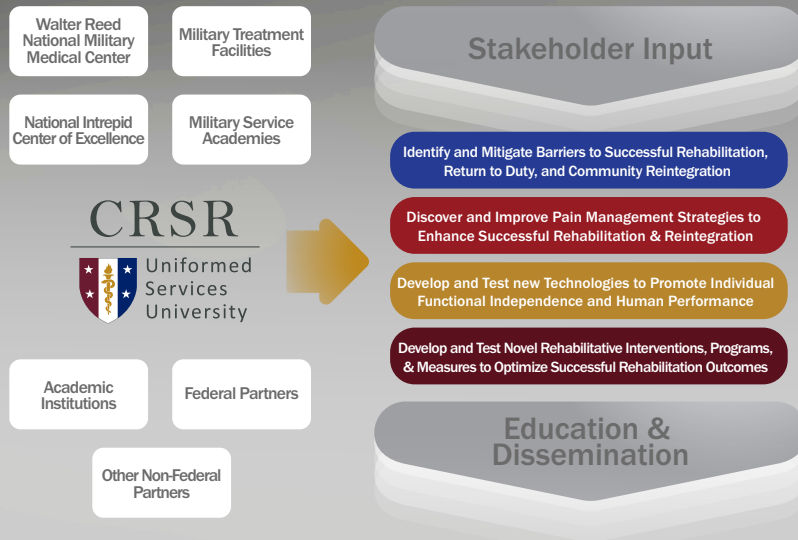 Walter Reed
National Military
Medical Center
Military Treatment
Facilities
National Intrepid
Center of Excellence
Military Service
Academies
CRSR
Uniformed
Services
University
Academic
Institutions
Federal Partners
Other Non-Federal
Partners
Stakeholder Input
Identify and Mitigate Barriers to Successful Rehabilitation,
Return to Duty, and Community Reintegration
Discover and Improve Pain Management Strategies to
Enhance Successful Rehabilitation & Reintegration
Develop and Test new Technologies to Promote Individual
Functional Independence and Human Performance
Develop and Test Novel Rehabilitative Interventions, Programs,
& Measures to Optimize Successful Rehabilitation Outcomes
Education &
Dissemination